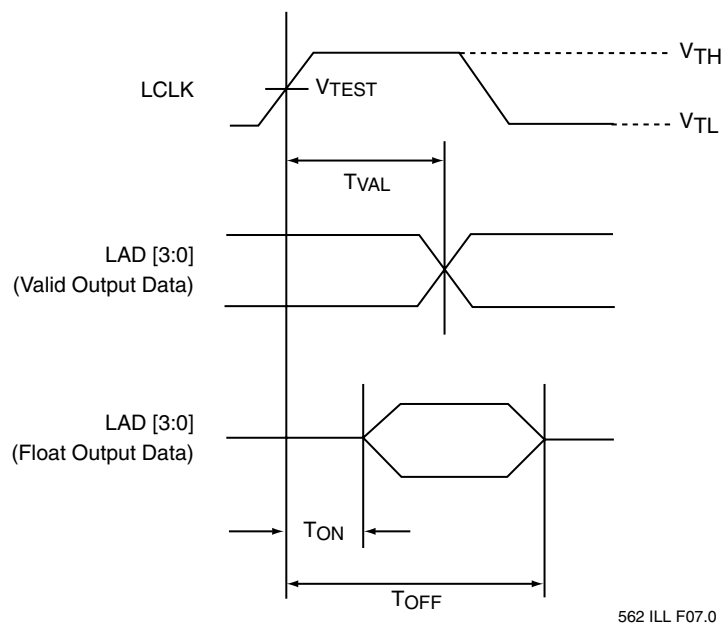 VTH
LCLK
VTEST
VTL
TVAL
LAD [3:0]
(Valid Output Data)
LAD [3:0]
(Float Output Data)
TON
TOFF
562 ILL F07.0